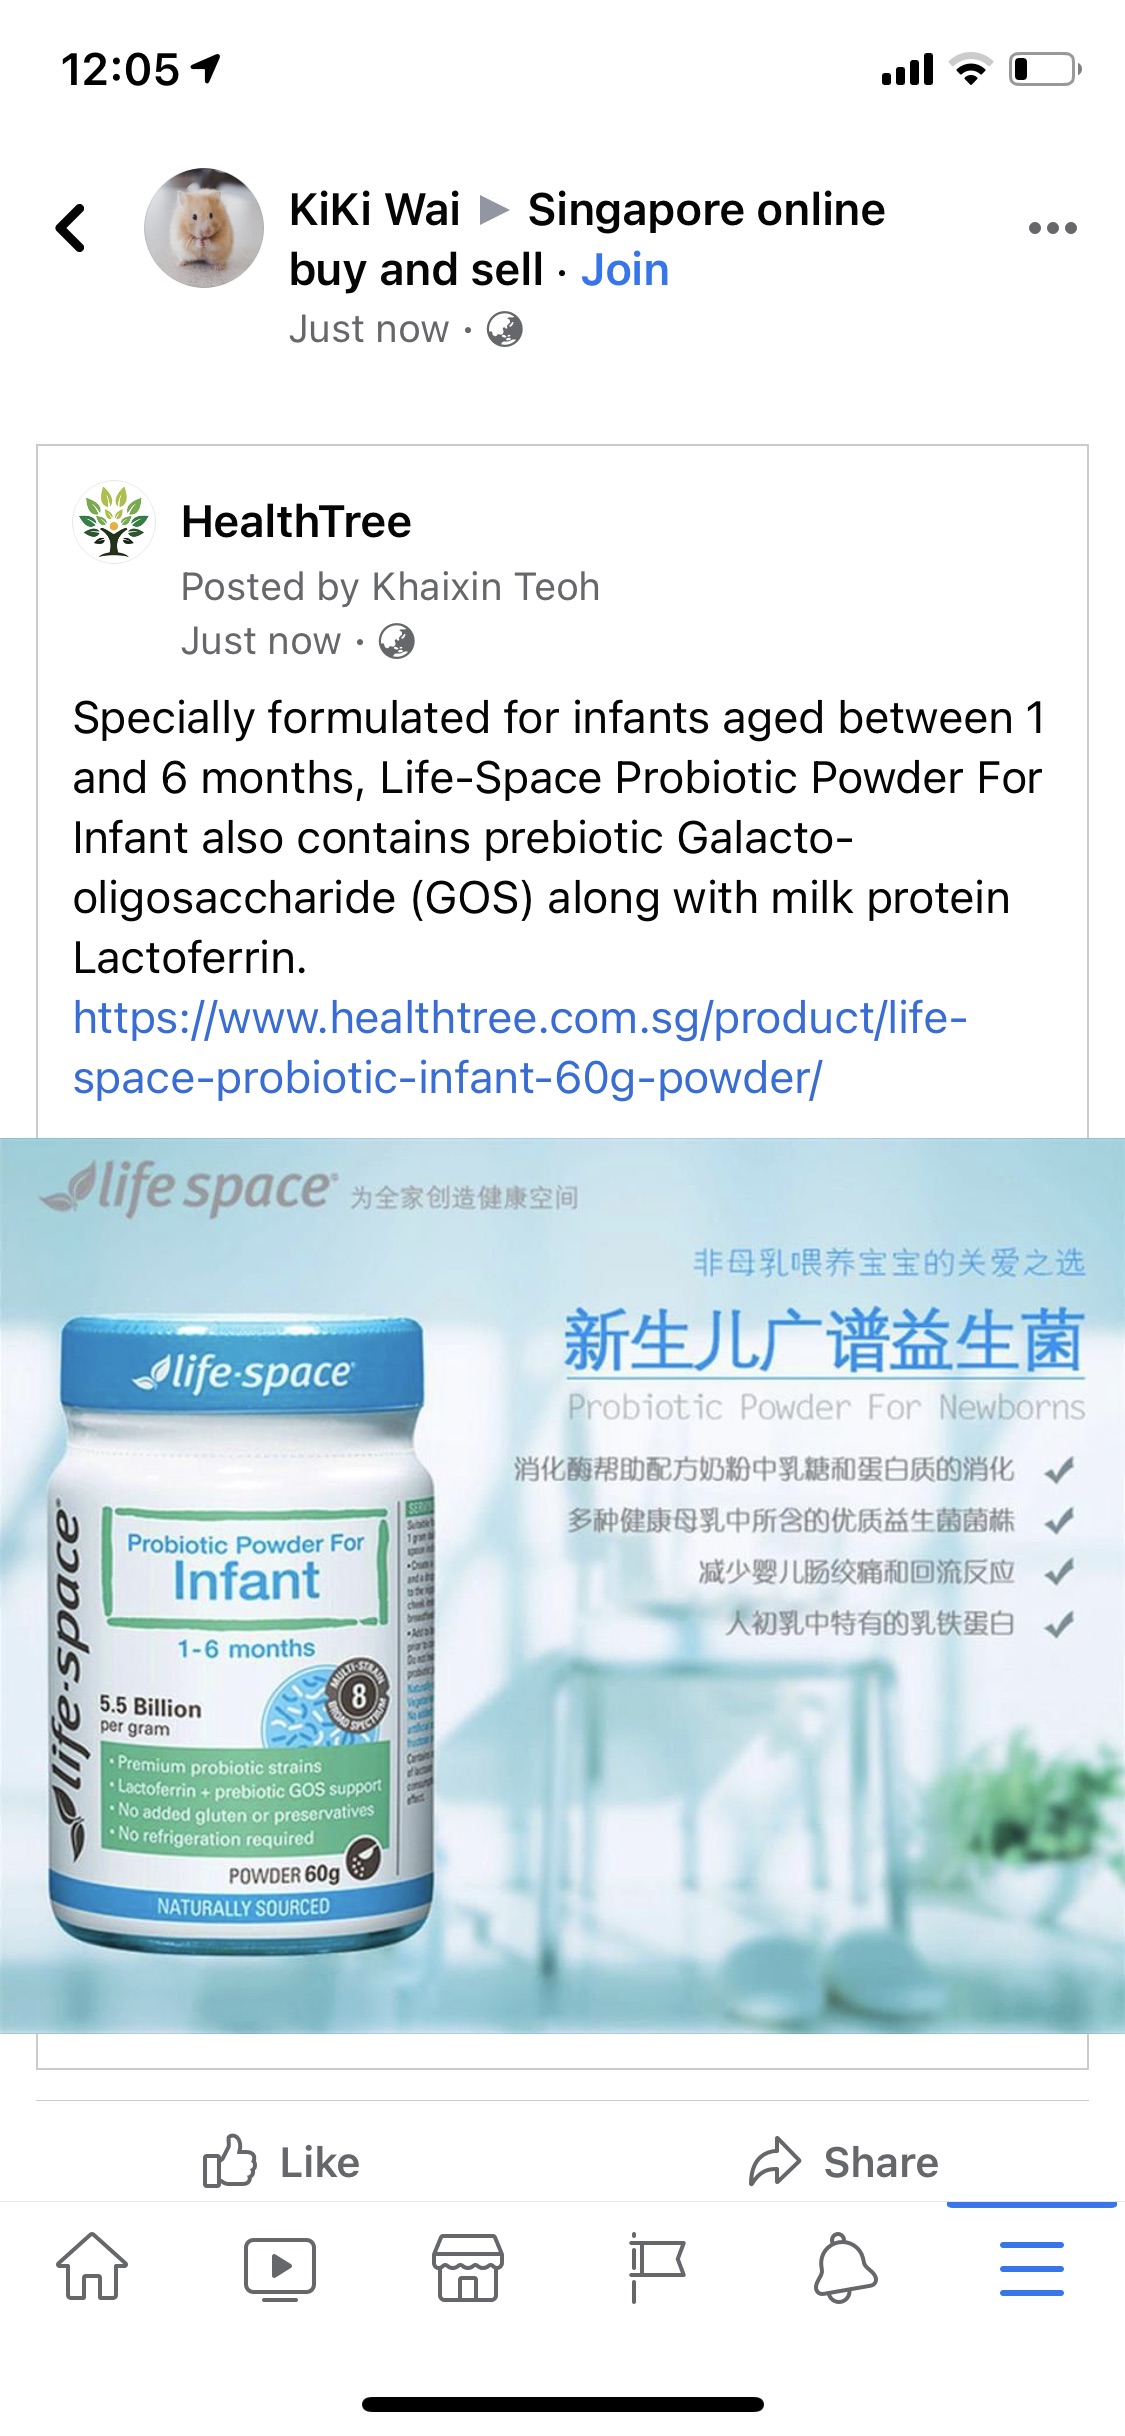 12:05
KiKi Wai ▶ Singapore online
buy and sell · Join
Just now ·
HealthTree
Posted by Khaixin Teoh
Just now ·
Specially formulated for infants aged between 1
and 6 months, Life-Space Probiotic Powder For
Infant also contains prebiotic Galacto-
oligosaccharide (GOS) along with milk protein
Lactoferrin.
https://www.healthtree.com.sg/product/life-
space-probiotic-infant-60g-powder/
life space 为全家创造健康空间
非母乳喂养宝宝的关爱之选
新生儿广谱益生菌
Probiotic Powder For Newborns
消化酶帮助配方奶粉中乳糖和蛋白质的消化
多种健康母乳中所含的优质益生菌菌株
减少婴儿肠绞痛和回流反应
人初乳中特有的乳铁蛋白
life-space
life-space
Probiotic Powder For
Infant
1-6 months
5.5 Billion
per gram
MULTI-STRAIN
8
BROAD SPECTRUM
• Premium probiotic strains
• Lactoferrin + prebiotic GOS support
• No added gluten or preservatives
• No refrigeration required
POWDER 60g
NATURALLY SOURCED
Like
Share